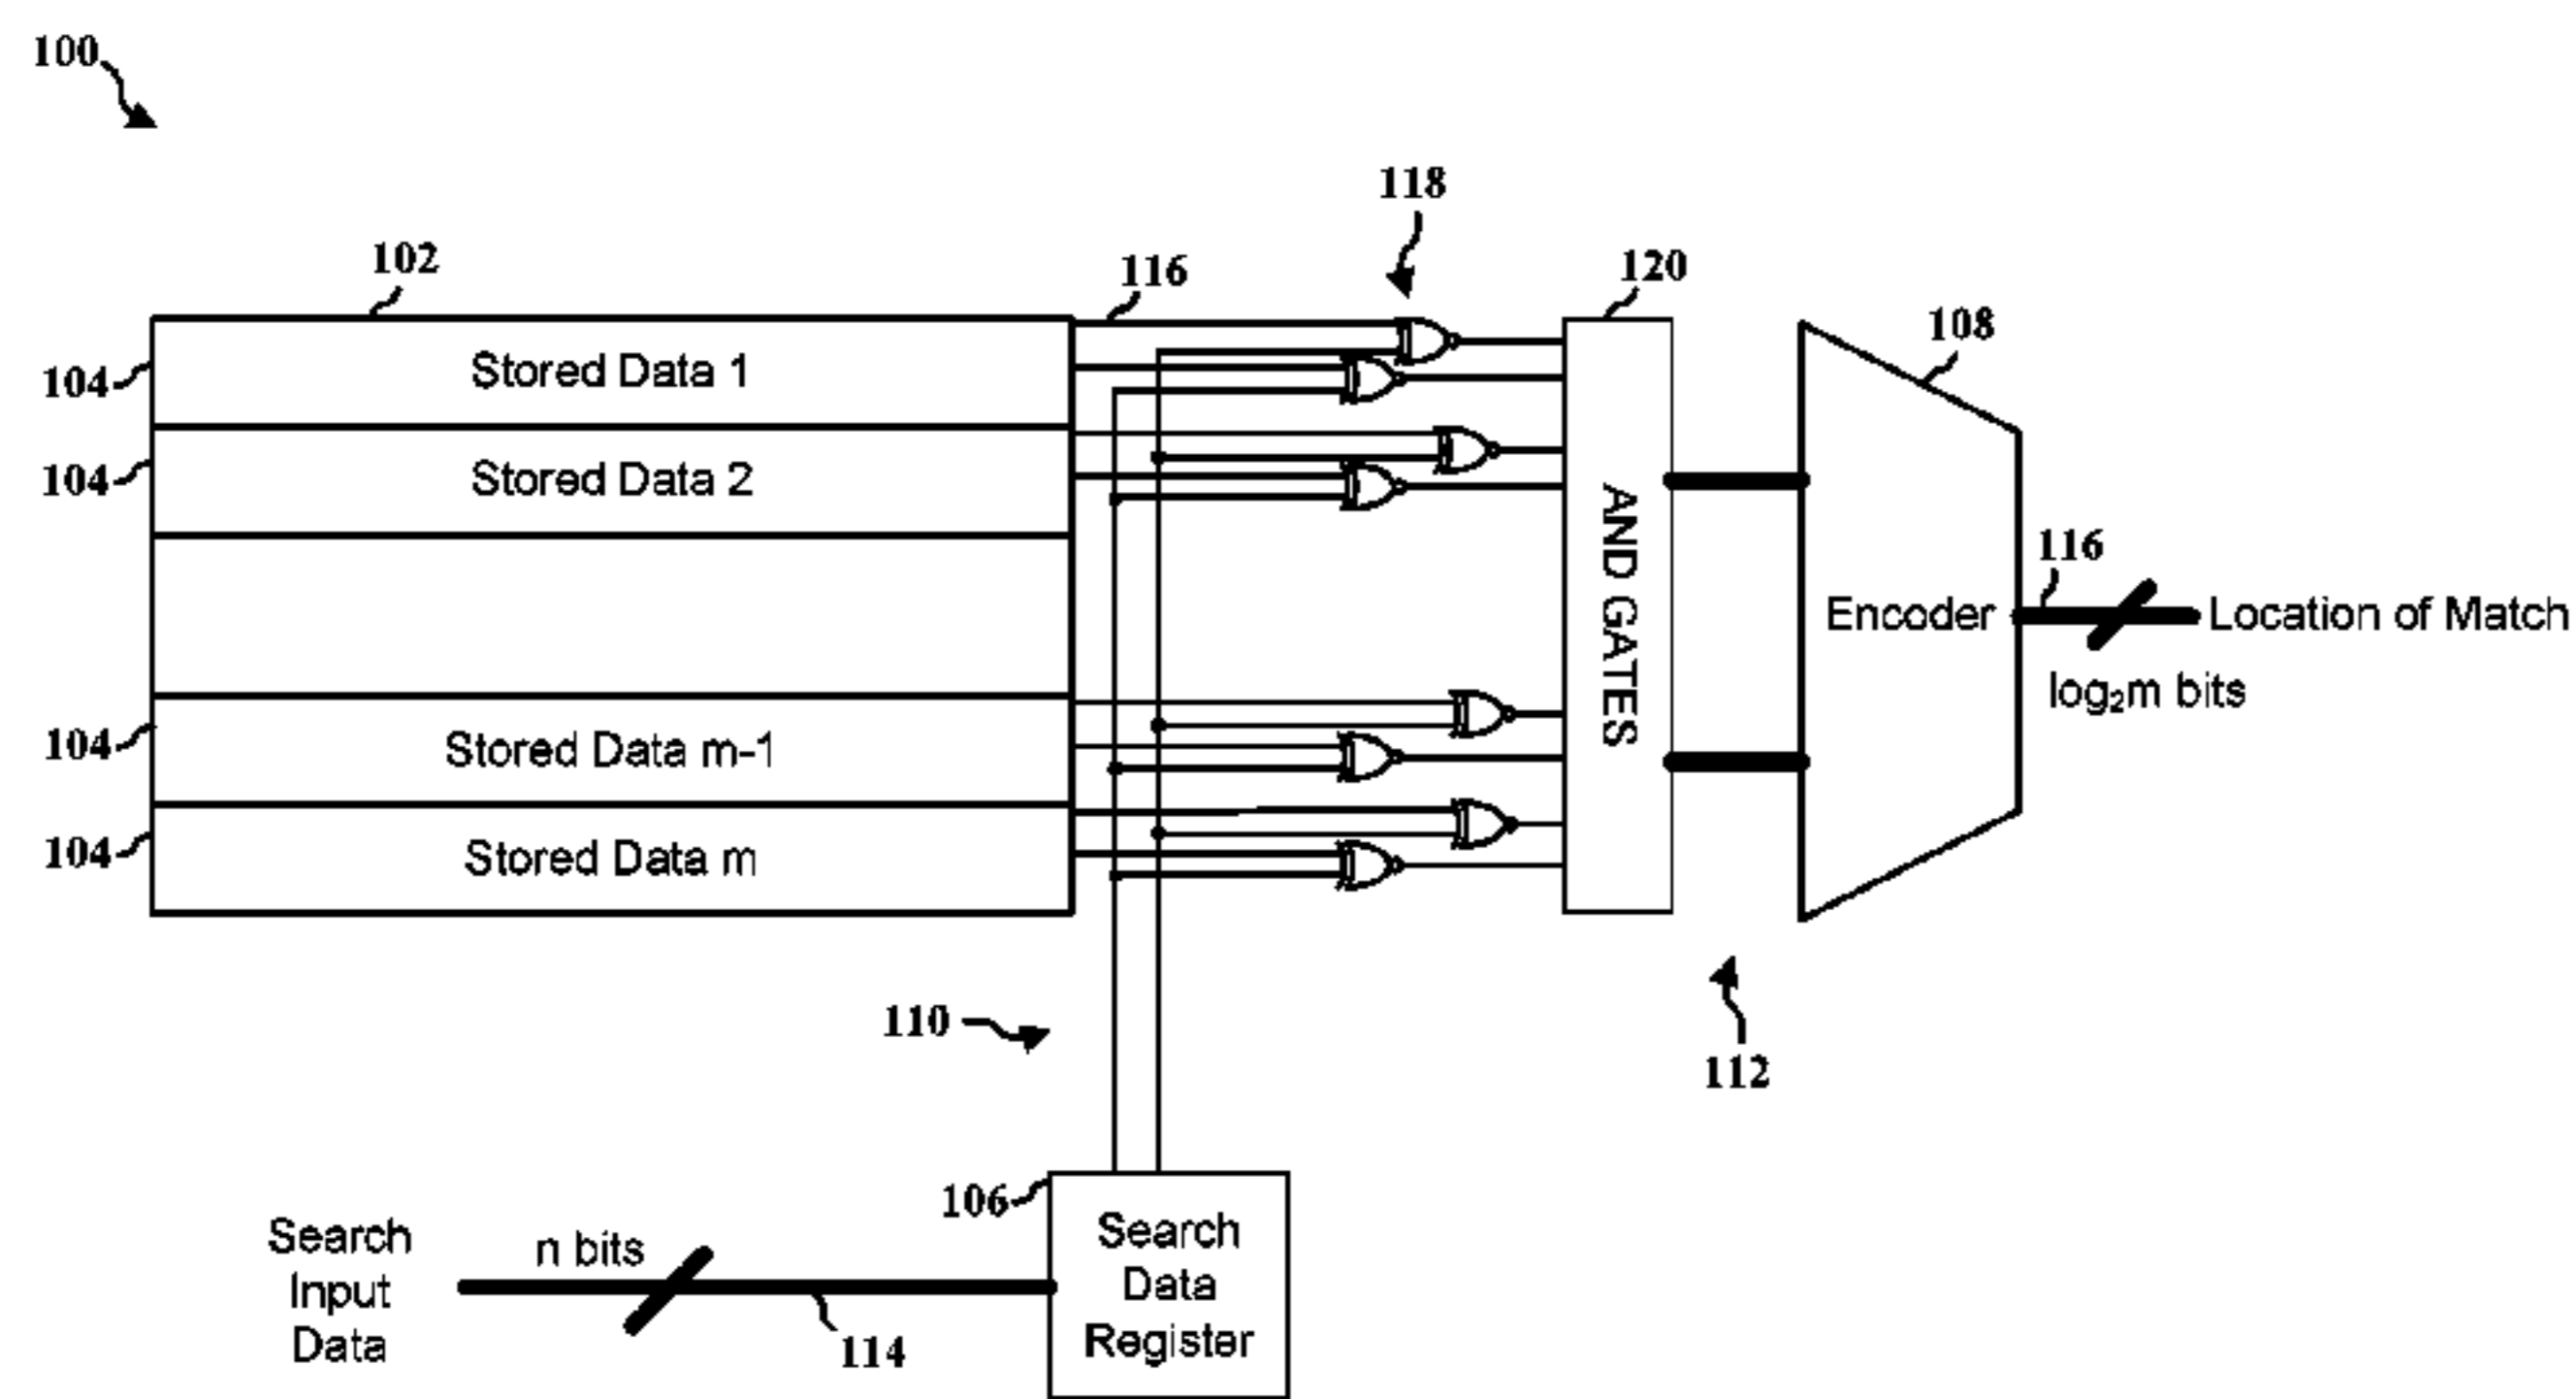 100
118
102
116
120
108
104
Stored Data 1
104
Stored Data 2
AND GATES
116
Encoder
Location of Match
log₂m bits
104
Stored Data m-1
104
Stored Data m
110
112
106
Search
Input
Data
n bits
114
Search
Data
Register